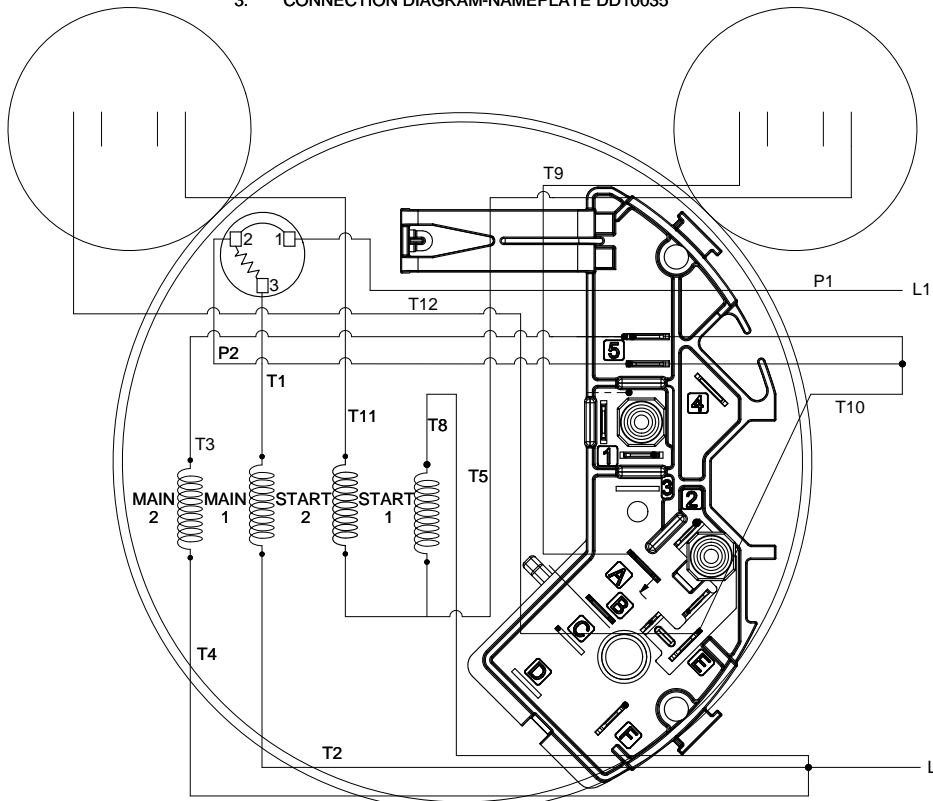 3. CONNECTION DIAGRAM-NAMEPLATE DD10035
T9
2 1
3
P1
L1
T12
5
P2
T1
4
T10
T11
T8
T3
1
T5
MAIN 2
MAIN 1
START 2
START 1
3
2
A
B
C
T4
E
D
F
T2
L